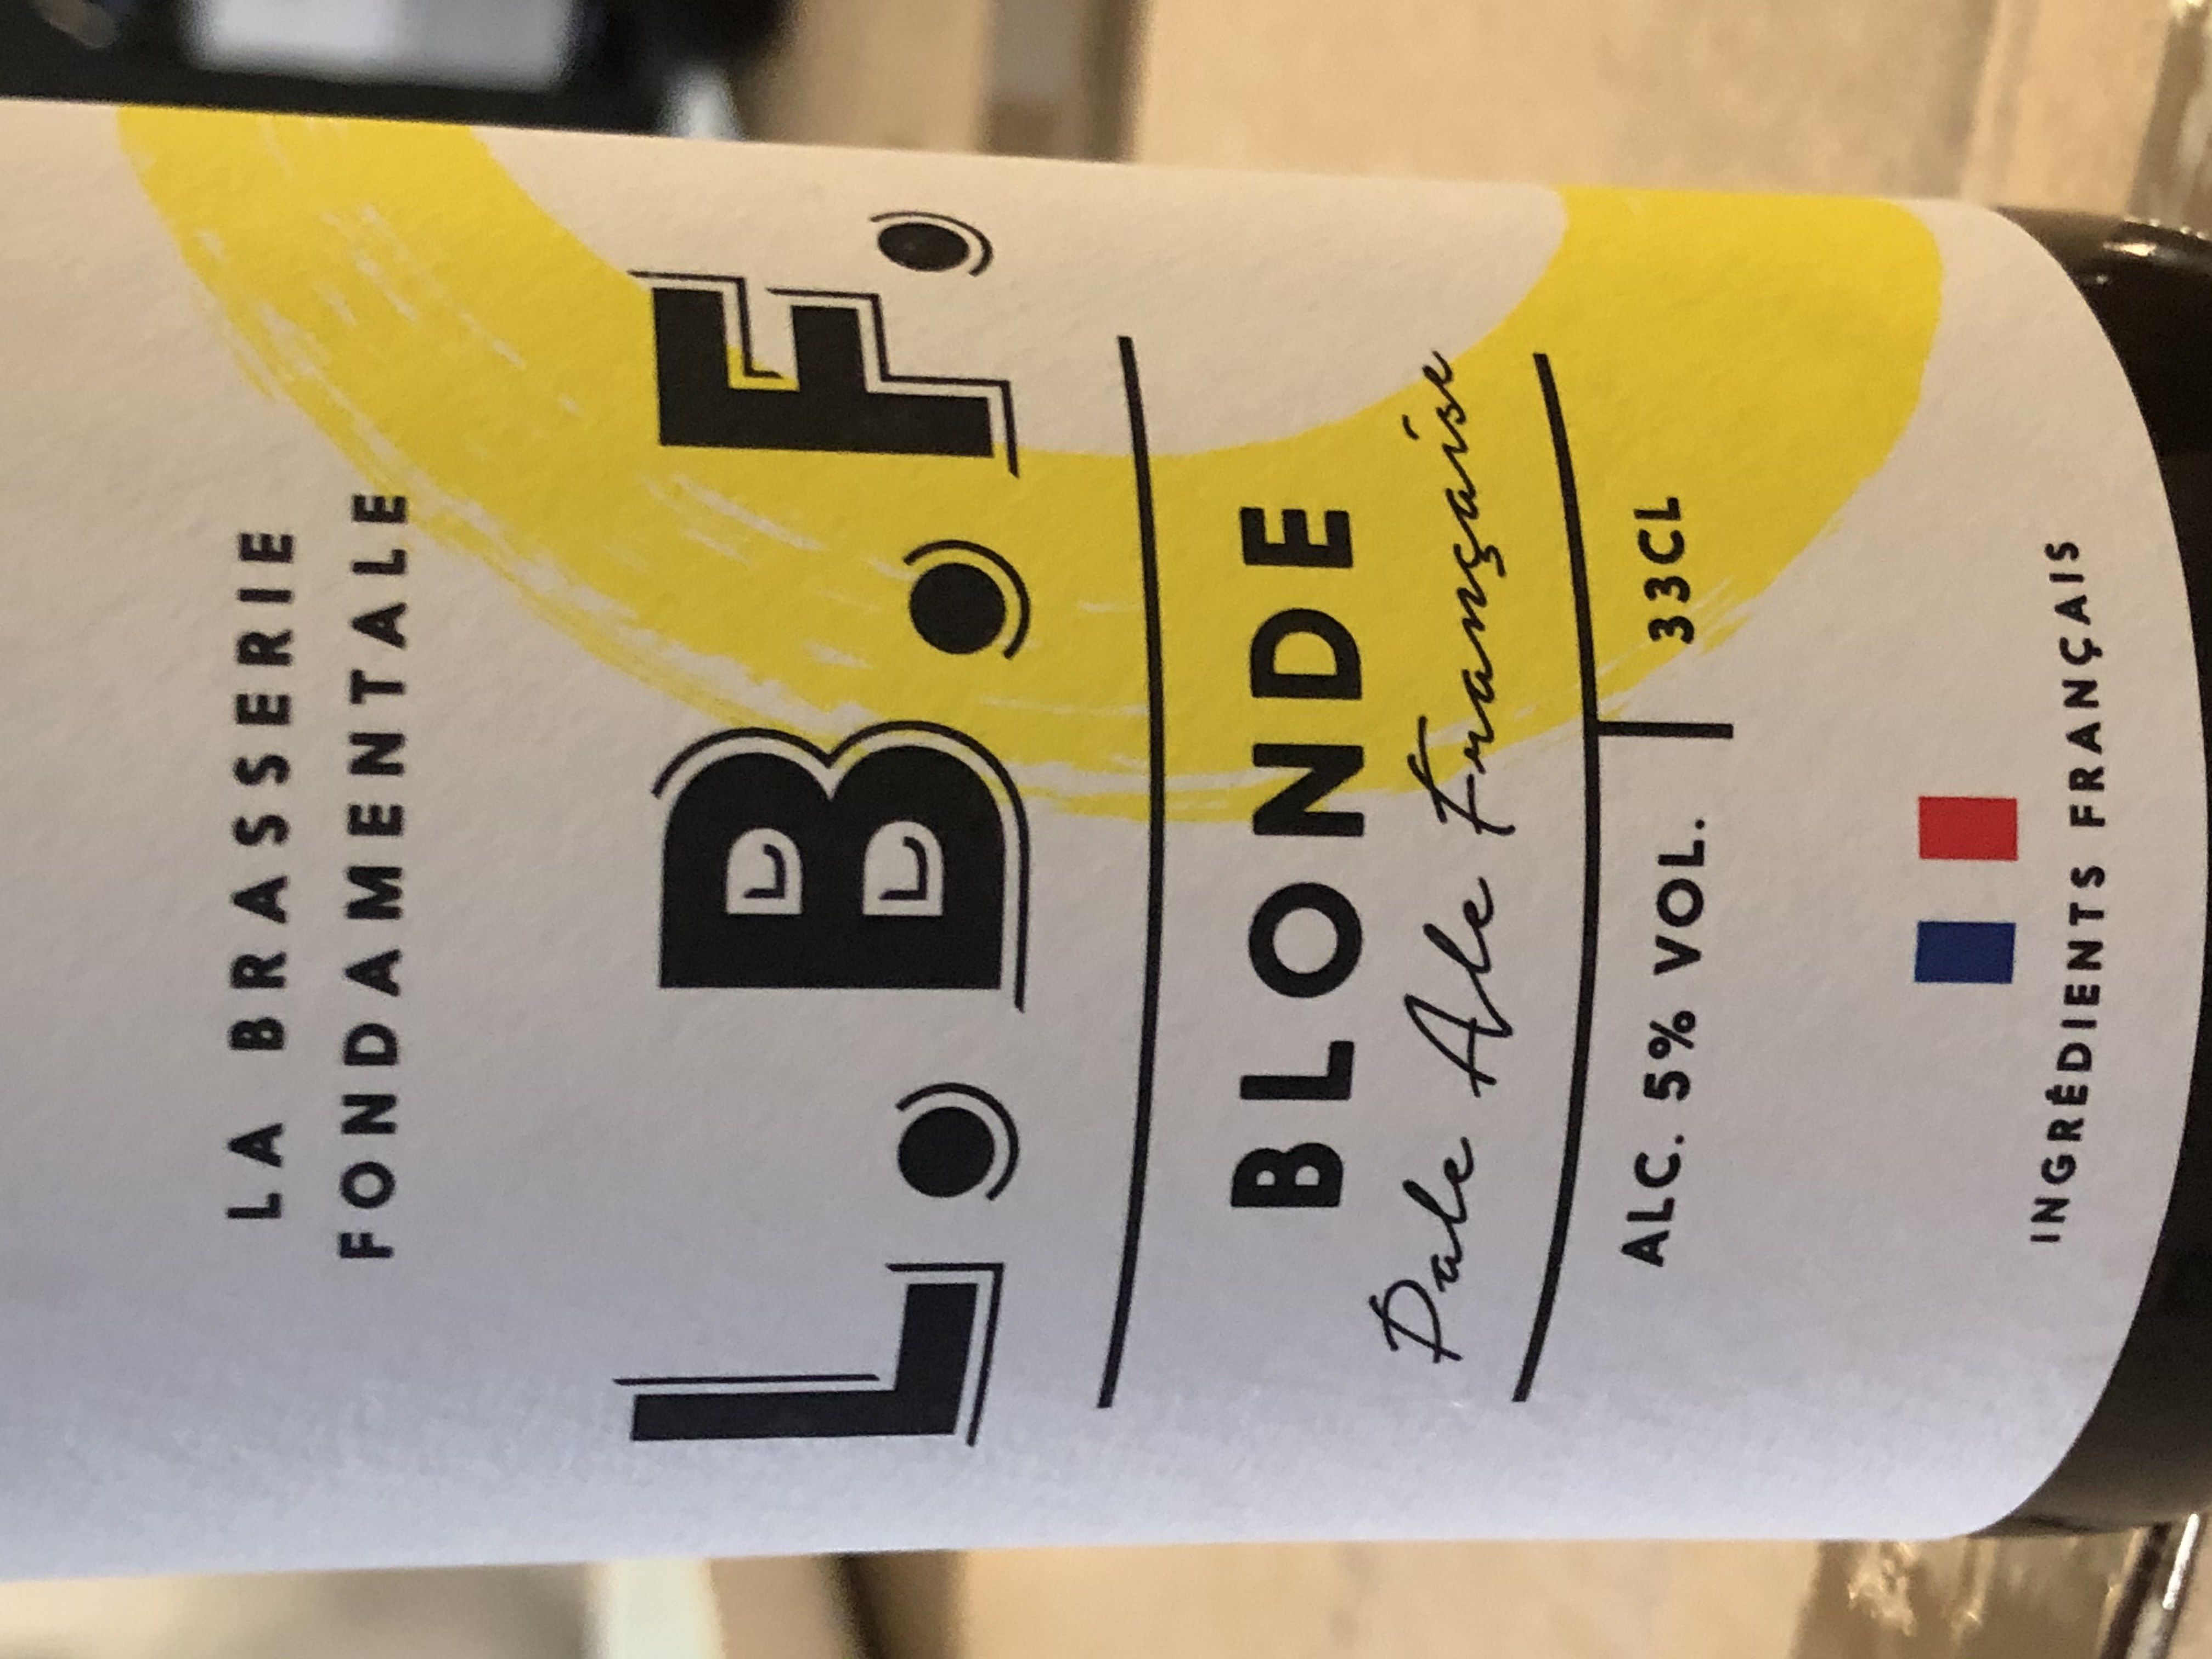 LA BRASSERIE
FONDAMENTALE
L.B.F.
BLONDE
Pale Ale Française
ALC. 5% VOL. 33CL
INGRÉDIENTS FRANÇAIS